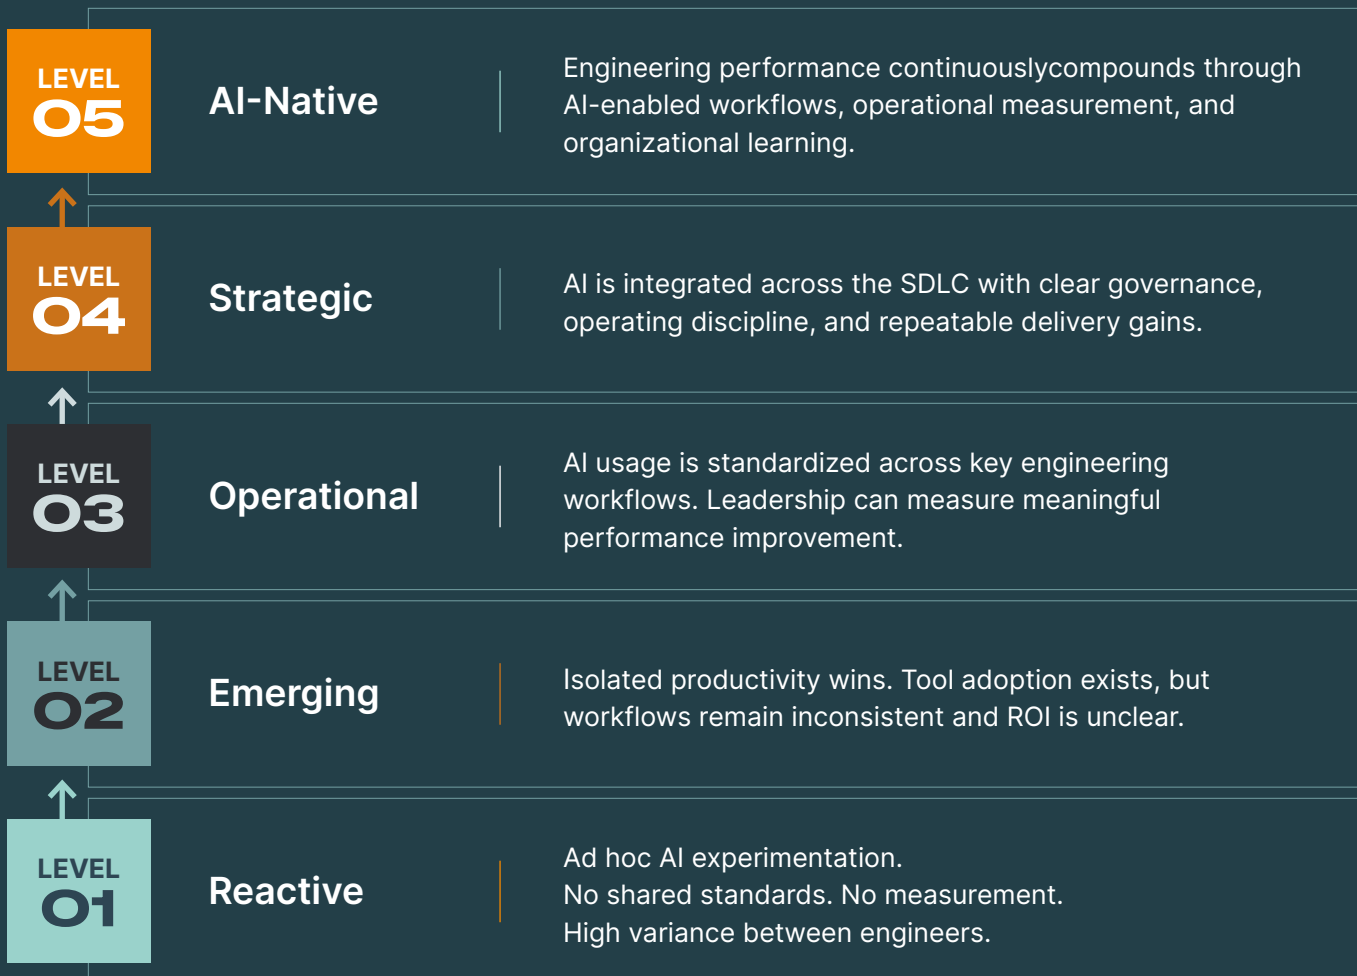 LEVEL
05
AI-Native
Engineering performance continuouslycompounds through
AI-enabled workflows, operational measurement, and
organizational learning.
LEVEL
04
Strategic
AI is integrated across the SDLC with clear governance,
operating discipline, and repeatable delivery gains.
LEVEL
03
Operational
AI usage is standardized across key engineering
workflows. Leadership can measure meaningful
performance improvement.
LEVEL
02
Emerging
Isolated productivity wins. Tool adoption exists, but
workflows remain inconsistent and ROI is unclear.
LEVEL
01
Reactive
Ad hoc AI experimentation.
No shared standards. No measurement.
High variance between engineers.